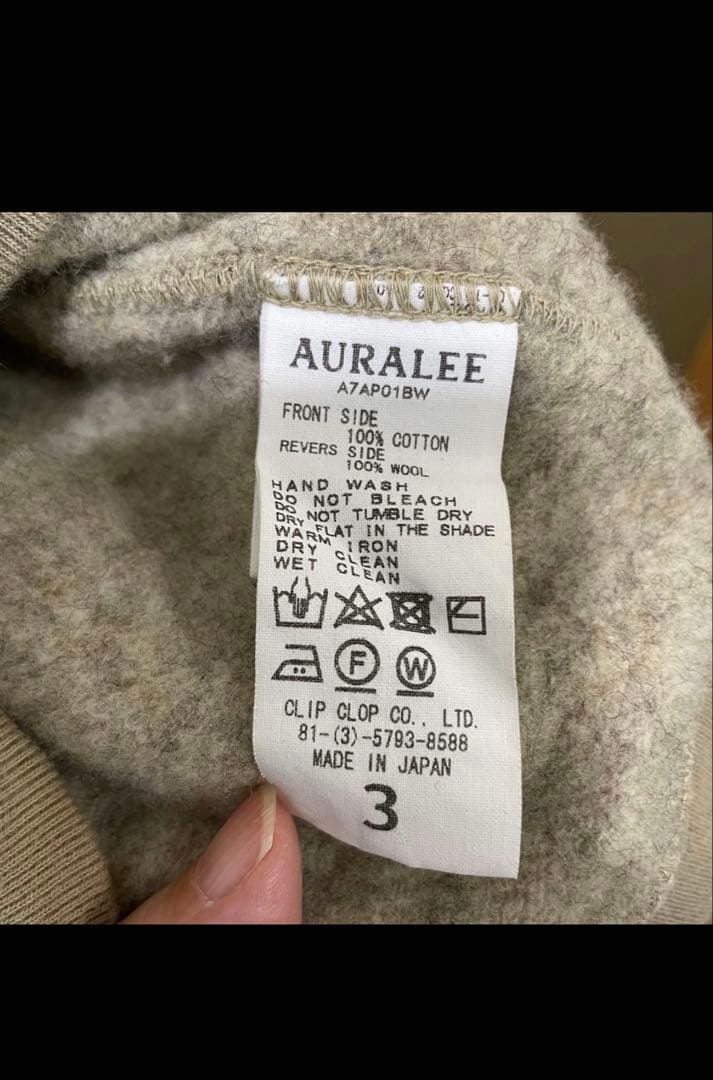 AURALEE
A7AP01BW
FRONT SIDE
100% COTTON
REVERS SIDE
100% WOOL
HAND WASH
DO NOT BLEACH
DO NOT TUMBLE DRY
DRY FLAT IN THE SHADE
WARM IRON
DRY CLEAN
WET CLEAN
F W
CLIP CLOP CO., LTD.
81-(3)-5793-8588
MADE IN JAPAN
3